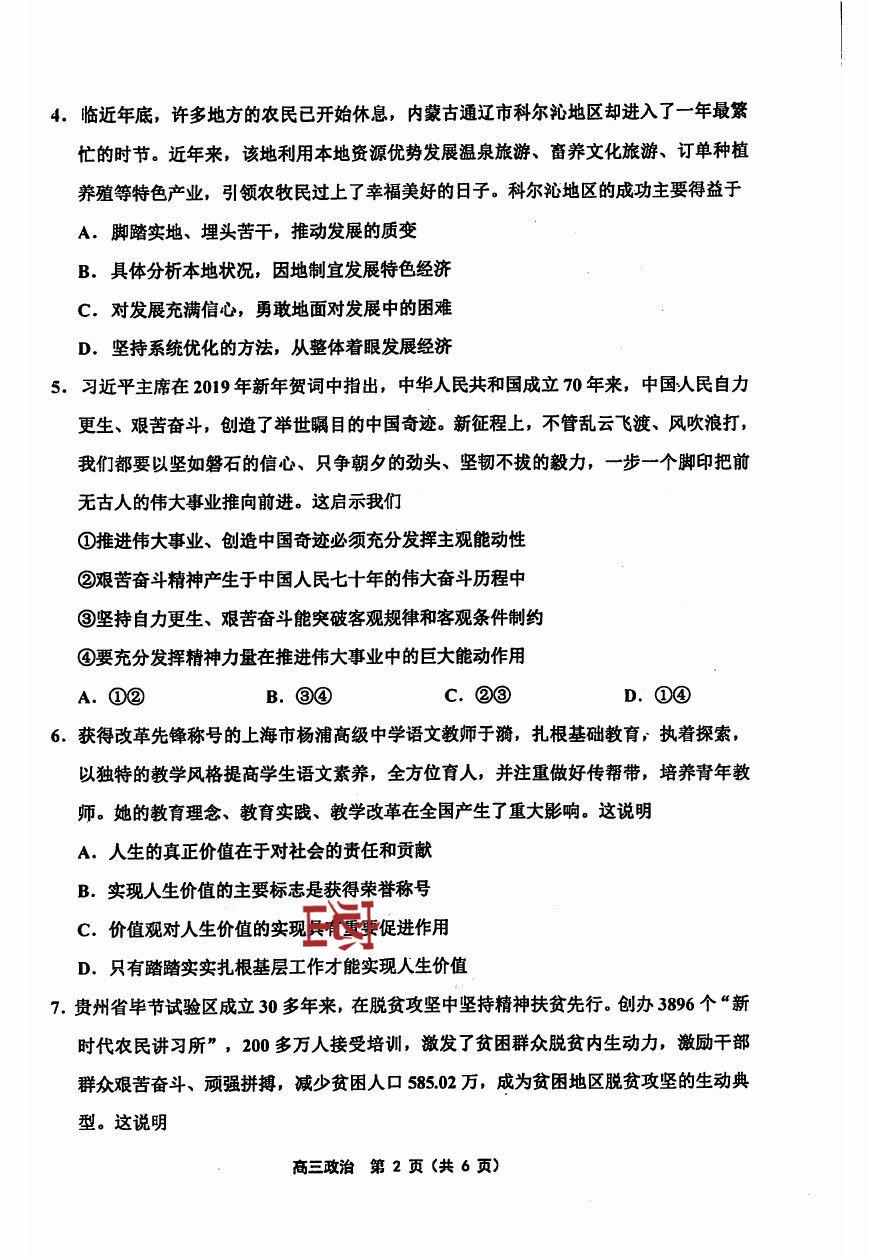 4．临近年底，许多地方的农民已开始休息，内蒙古通辽市科尔沁地区却进入了一年最繁
忙的时节。近年来，该地利用本地资源优势发展温泉旅游、畜养文化旅游、订单种植
养殖等特色产业，引领农牧民过上了幸福美好的日子。科尔沁地区的成功主要得益于
A．脚踏实地、埋头苦干，推动发展的质变
B．具体分析本地状况，因地制宜发展特色经济
C．对发展充满信心，勇敢地面对发展中的困难
D．坚持系统优化的方法，从整体着眼发展经济
5．习近平主席在 2019 年新年贺词中指出，中华人民共和国成立 70 年来，中国人民自力
更生、艰苦奋斗，创造了举世瞩目的中国奇迹。新征程上，不管乱云飞渡、风吹浪打，
我们都要以坚如磐石的信心、只争朝夕的劲头、坚韧不拔的毅力，一步一个脚印把前
无古人的伟大事业推向前进。这启示我们
①推进伟大事业、创造中国奇迹必须充分发挥主观能动性
②艰苦奋斗精神产生于中国人民七十年的伟大奋斗历程中
③坚持自力更生、艰苦奋斗能突破客观规律和客观条件制约
④要充分发挥精神力量在推进伟大事业中的巨大能动作用
A．①② B．③④ C．②③ D．①④
6．获得改革先锋称号的上海市杨浦高级中学语文教师于漪，扎根基础教育，执着探索，
以独特的教学风格提高学生语文素养，全方位育人，并注重做好传帮带，培养青年教
师。她的教育理念、教育实践、教学改革在全国产生了重大影响。这说明
A．人生的真正价值在于对社会的责任和贡献
B．实现人生价值的主要标志是获得荣誉称号
C．价值观对人生价值的实现具有重要促进作用
D．只有踏踏实实扎根基层工作才能实现人生价值
7．贵州省毕节试验区成立 30 多年来，在脱贫攻坚中坚持精神扶贫先行。创办 3896 个“新
时代农民讲习所”，200 多万人接受培训，激发了贫困群众脱贫内生动力，激励干部
群众艰苦奋斗、顽强拼搏，减少贫困人口 585.02 万，成为贫困地区脱贫攻坚的生动典
型。这说明
高三政治 第 2 页（共 6 页）